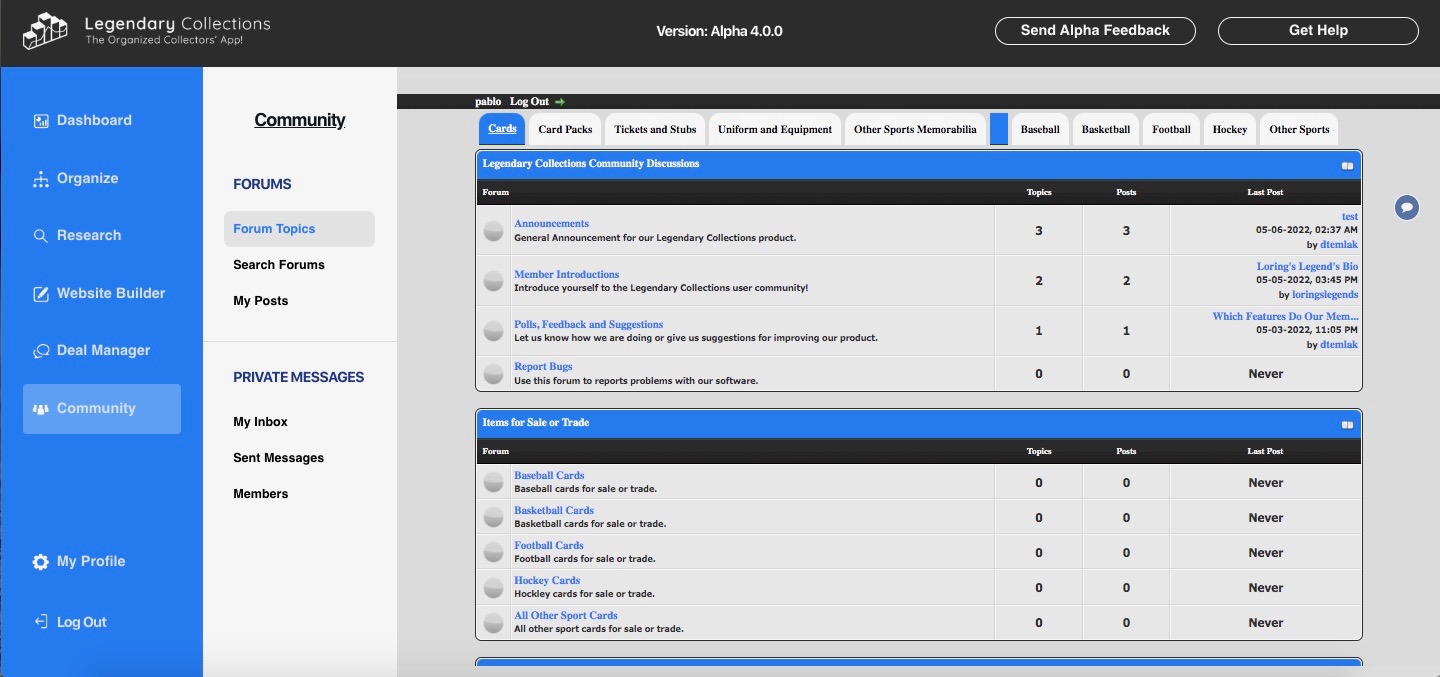 Legendary Collections
The Organized Collectors' App!
Version: Alpha 4.0.0
Send Alpha Feedback
Get Help
Dashboard
Organize
Research
Website Builder
Deal Manager
Community
My Profile
Log Out
Community
FORUMS
Forum Topics
Search Forums
My Posts
PRIVATE MESSAGES
My Inbox
Sent Messages
Members
pablo Log Out
Cards Card Packs Tickets and Stubs Uniform and Equipment Other Sports Memorabilia Baseball Basketball Football Hockey Other Sports
Legendary Collections Community Discussions
Forum Topics Posts Last Post
Announcements
General Announcement for our Legendary Collections product.
3 3
test
05-06-2022, 02:37 AM
by dtemlak
Member Introductions
Introduce yourself to the Legendary Collections user community!
2 2
Loring's Legend's Bio
05-05-2022, 03:45 PM
by loringslegends
Polls, Feedback and Suggestions
Let us know how we are doing or give us suggestions for improving our product.
1 1
Which Features Do Our Mem...
05-03-2022, 11:05 PM
by dtemlak
Report Bugs
Use this forum to reports problems with our software.
0 0 Never
Items for Sale or Trade
Forum Topics Posts Last Post
Baseball Cards
Baseball cards for sale or trade.
0 0 Never
Basketball Cards
Basketball cards for sale or trade.
0 0 Never
Football Cards
Football cards for sale or trade.
0 0 Never
Hockey Cards
Hockley cards for sale or trade.
0 0 Never
All Other Sport Cards
All other sport cards for sale or trade.
0 0 Never